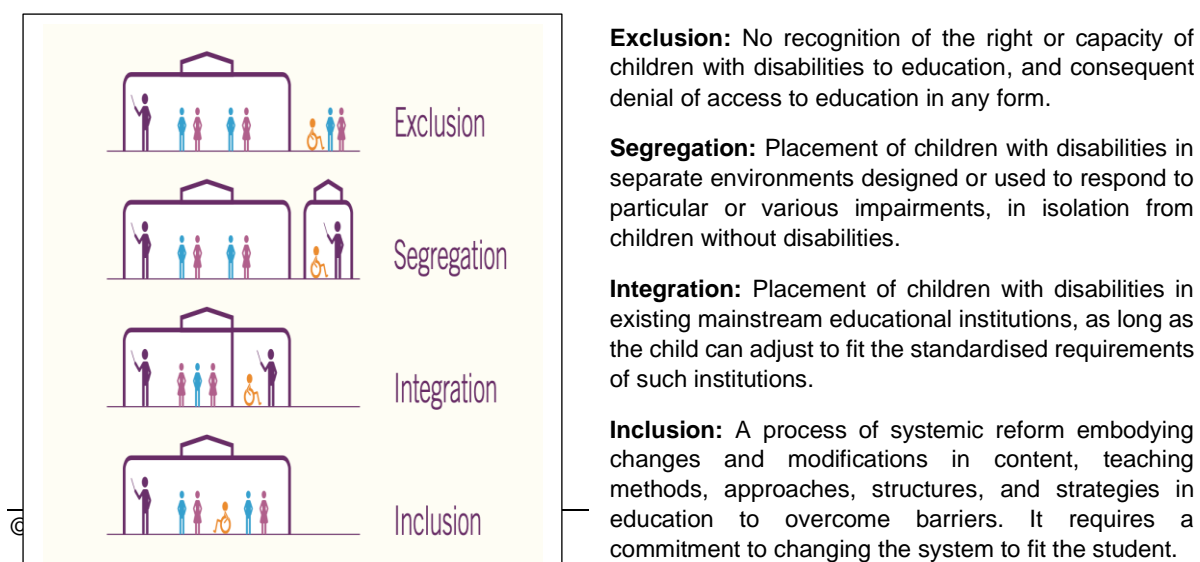 Exclusion
Segregation
Integration
Inclusion
©
Exclusion: No recognition of the right or capacity of
children with disabilities to education, and consequent
denial of access to education in any form.
Segregation: Placement of children with disabilities in
separate environments designed or used to respond to
particular or various impairments, in isolation from
children without disabilities.
Integration: Placement of children with disabilities in
existing mainstream educational institutions, as long as
the child can adjust to fit the standardised requirements
of such institutions.
Inclusion: A process of systemic reform embodying
changes and modifications in content, teaching
methods, approaches, structures, and strategies in
education to overcome barriers. It requires a
commitment to changing the system to fit the student.